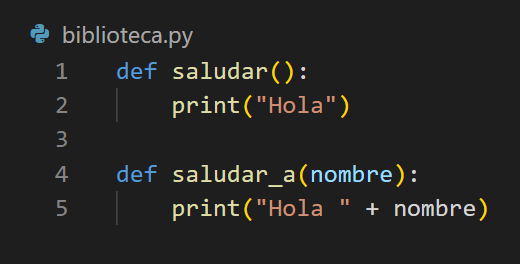 biblioteca.py
1 def saludar():
2     print("Hola")
3
4 def saludar_a(nombre):
5     print("Hola " + nombre)